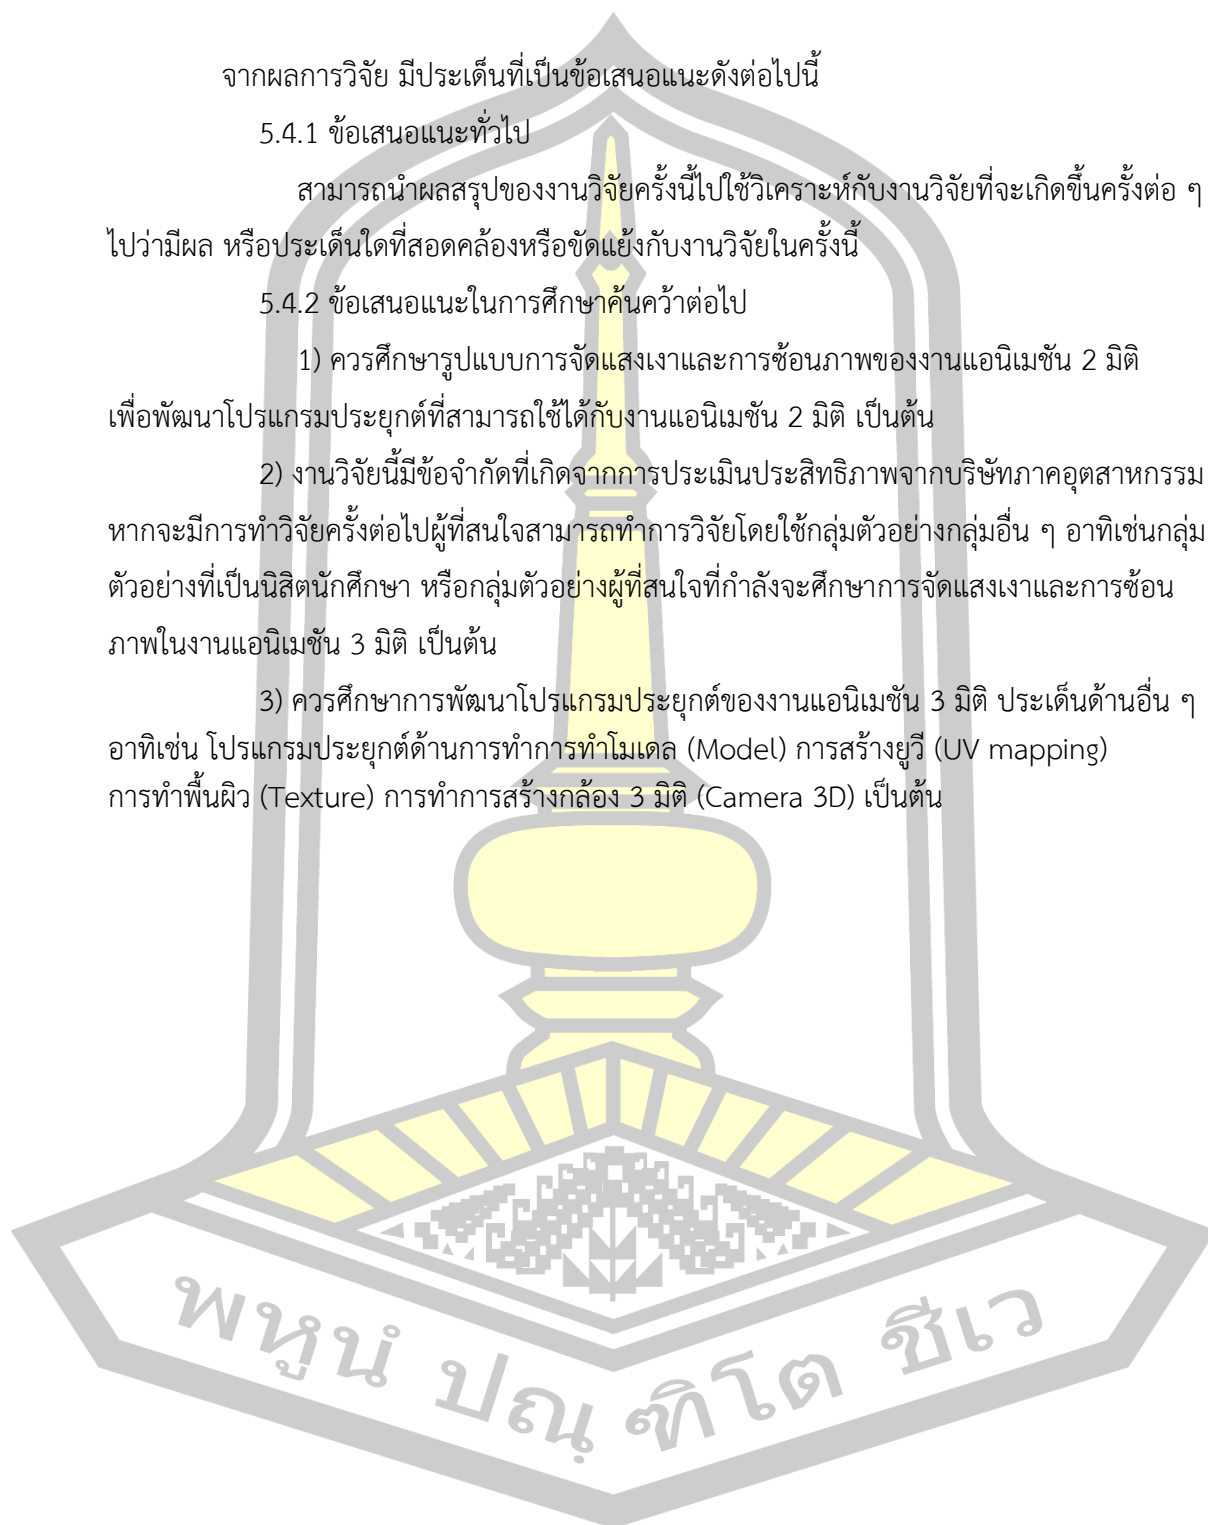 จากผลการวิจัย มีประเด็นที่เป็นข้อเสนอแนะดังต่อไปนี้
5.4.1 ข้อเสนอแนะทั่วไป
สามารถนำผลสรุปของงานวิจัยครั้งนี้ไปใช้วิเคราะห์กับงานวิจัยที่จะเกิดขึ้นครั้งต่อ ๆ
ไปว่ามีผล หรือประเด็นใดที่สอดคล้องหรือขัดแย้งกับงานวิจัยในครั้งนี้
5.4.2 ข้อเสนอแนะในการศึกษาค้นคว้าต่อไป
1) ควรศึกษารูปแบบการจัดแสงเงาและการซ้อนภาพของงานแอนิเมชัน 2 มิติ
เพื่อพัฒนาโปรแกรมประยุกต์ที่สามารถใช้ได้กับงานแอนิเมชัน 2 มิติ เป็นต้น
2) งานวิจัยนี้มีข้อจำกัดที่เกิดจากการประเมินประสิทธิภาพจากบริษัทภาคอุตสาหกรรม
หากจะมีการทำวิจัยครั้งต่อไปผู้ที่สนใจสามารถทำการวิจัยโดยใช้กลุ่มตัวอย่างกลุ่มอื่น ๆ อาทิเช่นกลุ่ม
ตัวอย่างที่เป็นนิสิตนักศึกษา หรือกลุ่มตัวอย่างผู้ที่สนใจที่กำลังจะศึกษาการจัดแสงเงาและการซ้อน
ภาพในงานแอนิเมชัน 3 มิติ เป็นต้น
3) ควรศึกษาการพัฒนาโปรแกรมประยุกต์ของงานแอนิเมชัน 3 มิติ ประเด็นด้านอื่น ๆ
อาทิเช่น โปรแกรมประยุกต์ด้านการทำการทำโมเดล (Model) การสร้างยูวี (UV mapping)
การทำพื้นผิว (Texture) การทำการสร้างกล้อง 3 มิติ (Camera 3D) เป็นต้น
พหูนํ ปณฺฑิโต ชีเว